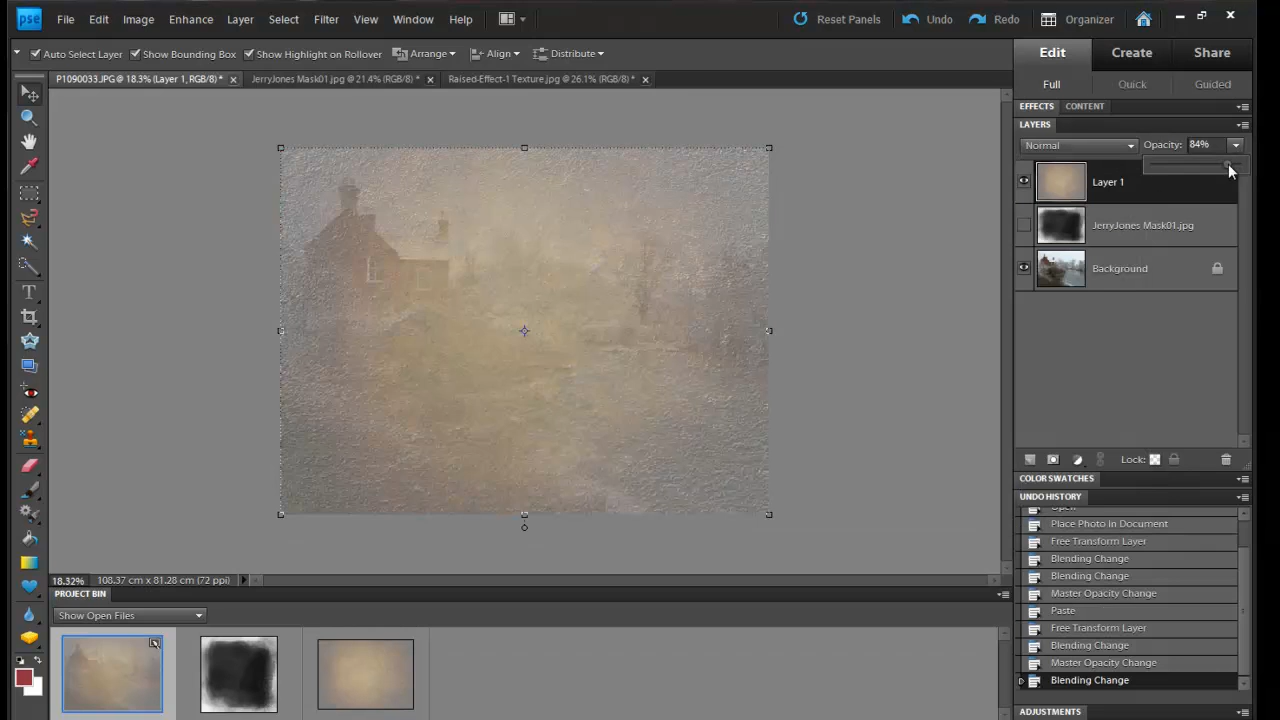 pse File Edit Image Enhance Layer Select Filter View Window Help Reset Panels Undo Redo Organizer
Auto Select Layer Show Bounding Box Show Highlight on Rollover Arrange Align Distribute
Edit Create Share
P1090033.JPG @ 18.3% (Layer 1, RGB/8) * JerryJones Mask01.jpg @ 21.4% (RGB/8) * Raised-Effect-1 Texture.jpg @ 26.1% (RGB/8) *
Full Quick Guided
EFFECTS CONTENT
LAYERS
Normal Opacity: 84%
Layer 1
JerryJones Mask01.jpg
Background
Lock:
COLOR SWATCHES
UNDO HISTORY
Open
Place Photo In Document
Free Transform Layer
Blending Change
Blending Change
Master Opacity Change
Paste
Free Transform Layer
Blending Change
Master Opacity Change
Blending Change
ADJUSTMENTS
18.32% 108.37 cm x 81.28 cm (72 ppi)
PROJECT BIN
Show Open Files